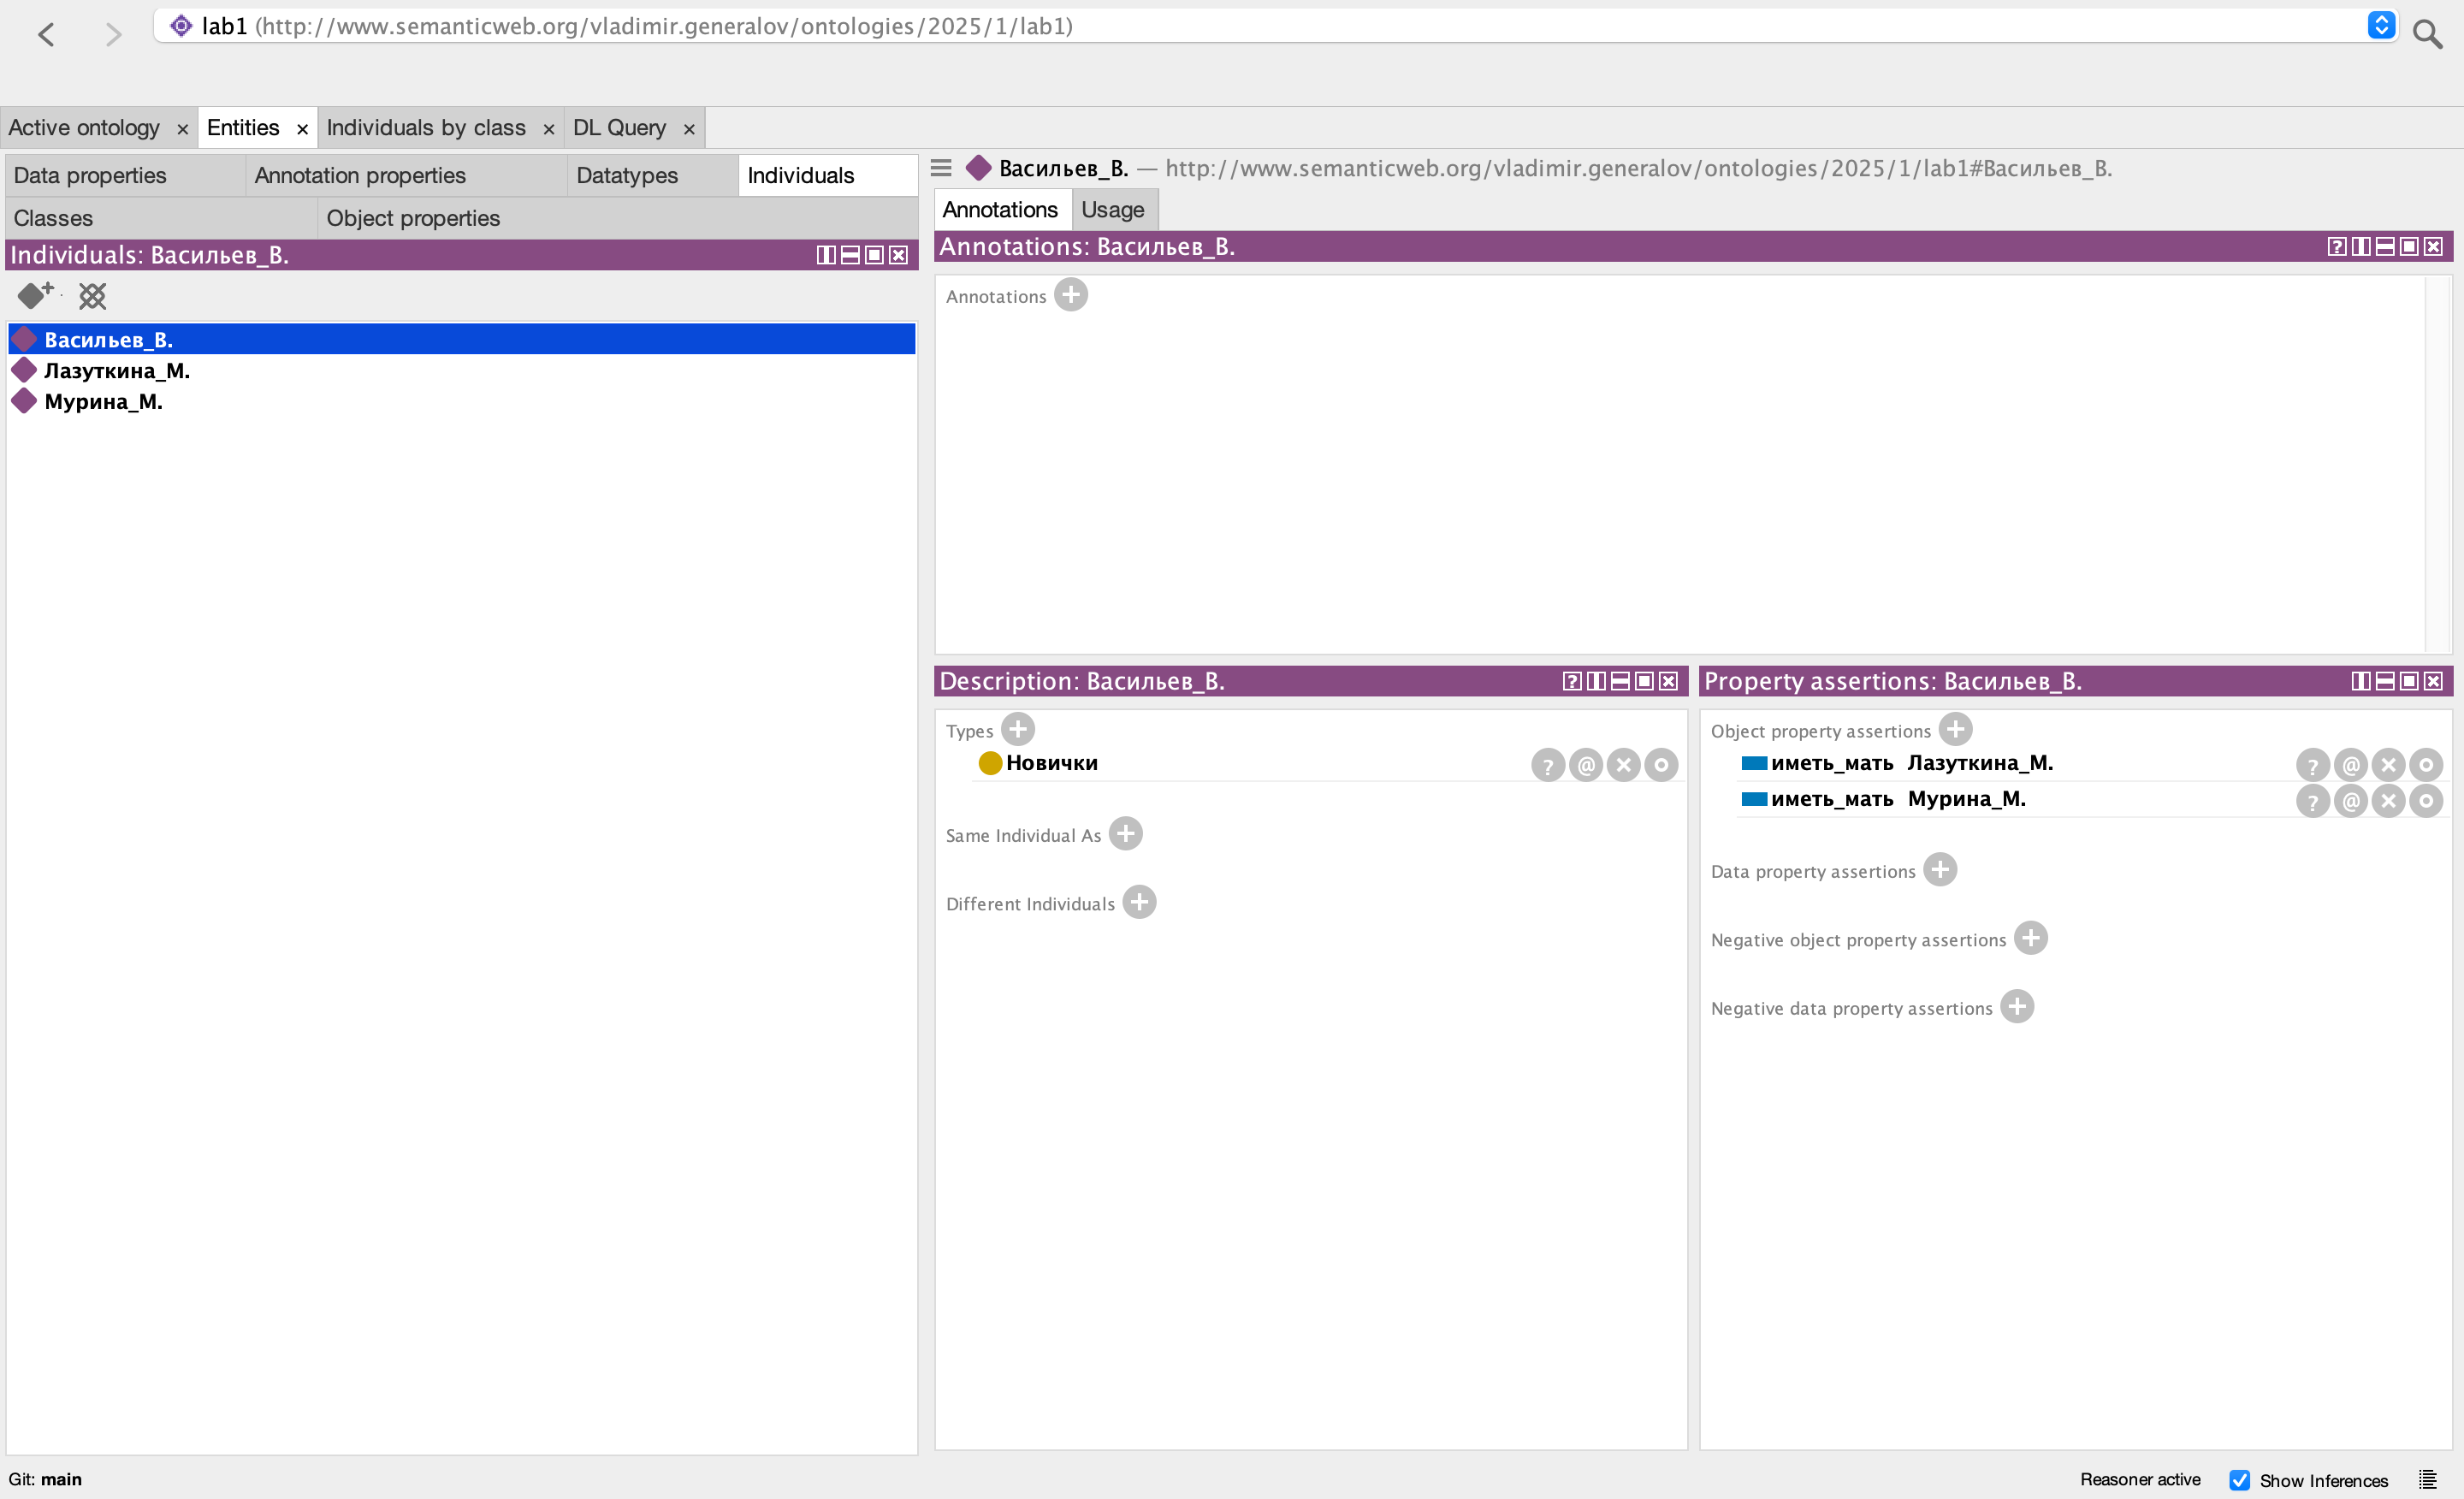 lab1 (http://www.semanticweb.org/vladimir.generalov/ontologies/2025/1/lab1)
Active ontology × Entities × Individuals by class × DL Query ×
Data properties Annotation properties Datatypes Individuals
Classes Object properties
Individuals: Васильев_В.
Васильев_В.
Лазуткина_М.
Мурина_М.
Васильев_В. — http://www.semanticweb.org/vladimir.generalov/ontologies/2025/1/lab1#Васильев_В.
Annotations Usage
Annotations: Васильев_В.
Annotations
Description: Васильев_В.
Types
Новички
Same Individual As
Different Individuals
Property assertions: Васильев_В.
Object property assertions
иметь_мать Лазуткина_М.
иметь_мать Мурина_М.
Data property assertions
Negative object property assertions
Negative data property assertions
Git: main
Reasoner active Show Inferences